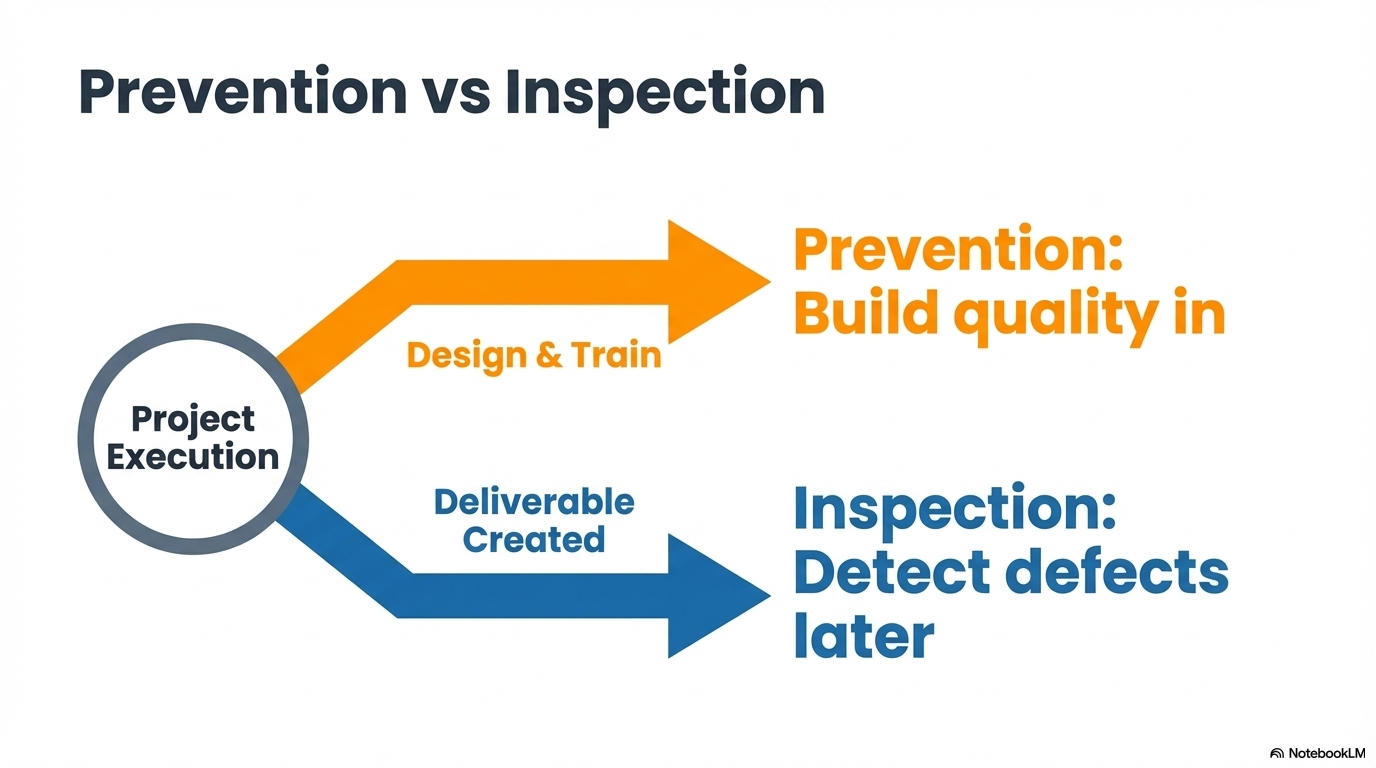 Prevention vs Inspection
Prevention:
Build quality in
Design & Train
Project
Execution
Deliverable
Created
Inspection:
Detect defects
later
NotebookLM